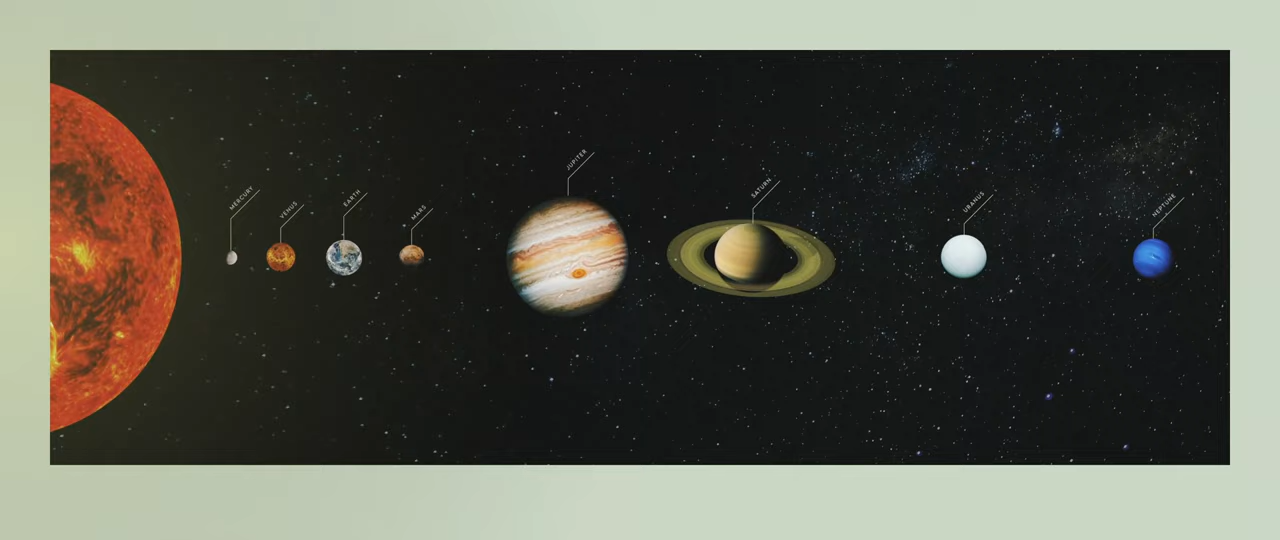 MERCURY
VENUS
EARTH
MARS
JUPITER
SATURN
URANUS
NEPTUNE